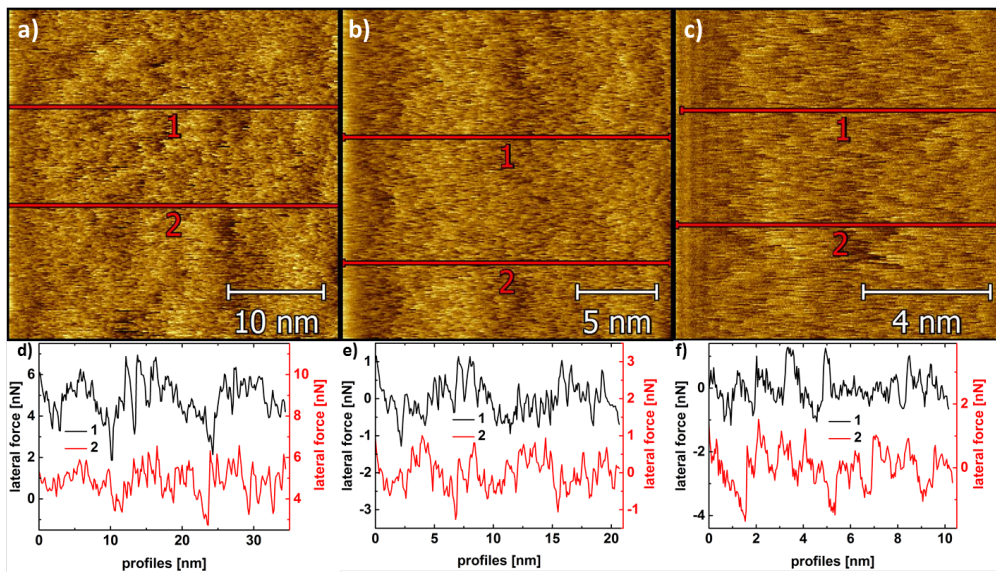 a)
1
2
10 nm
b)
1
2
5 nm
c)
1
2
4 nm
d)
lateral force [nN]
6
4
2
0
1
2
0
10
20
30
profiles [nm]
10
8
6
4
lateral force [nN]
e)
lateral force [nN]
1
0
-1
-2
-3
1
2
0
5
10
15
20
profiles [nm]
3
2
1
0
-1
lateral force [nN]
f)
lateral force [nN]
0
-2
-4
1
2
0
2
4
6
8
10
profiles [nm]
2
0
lateral force [nN]